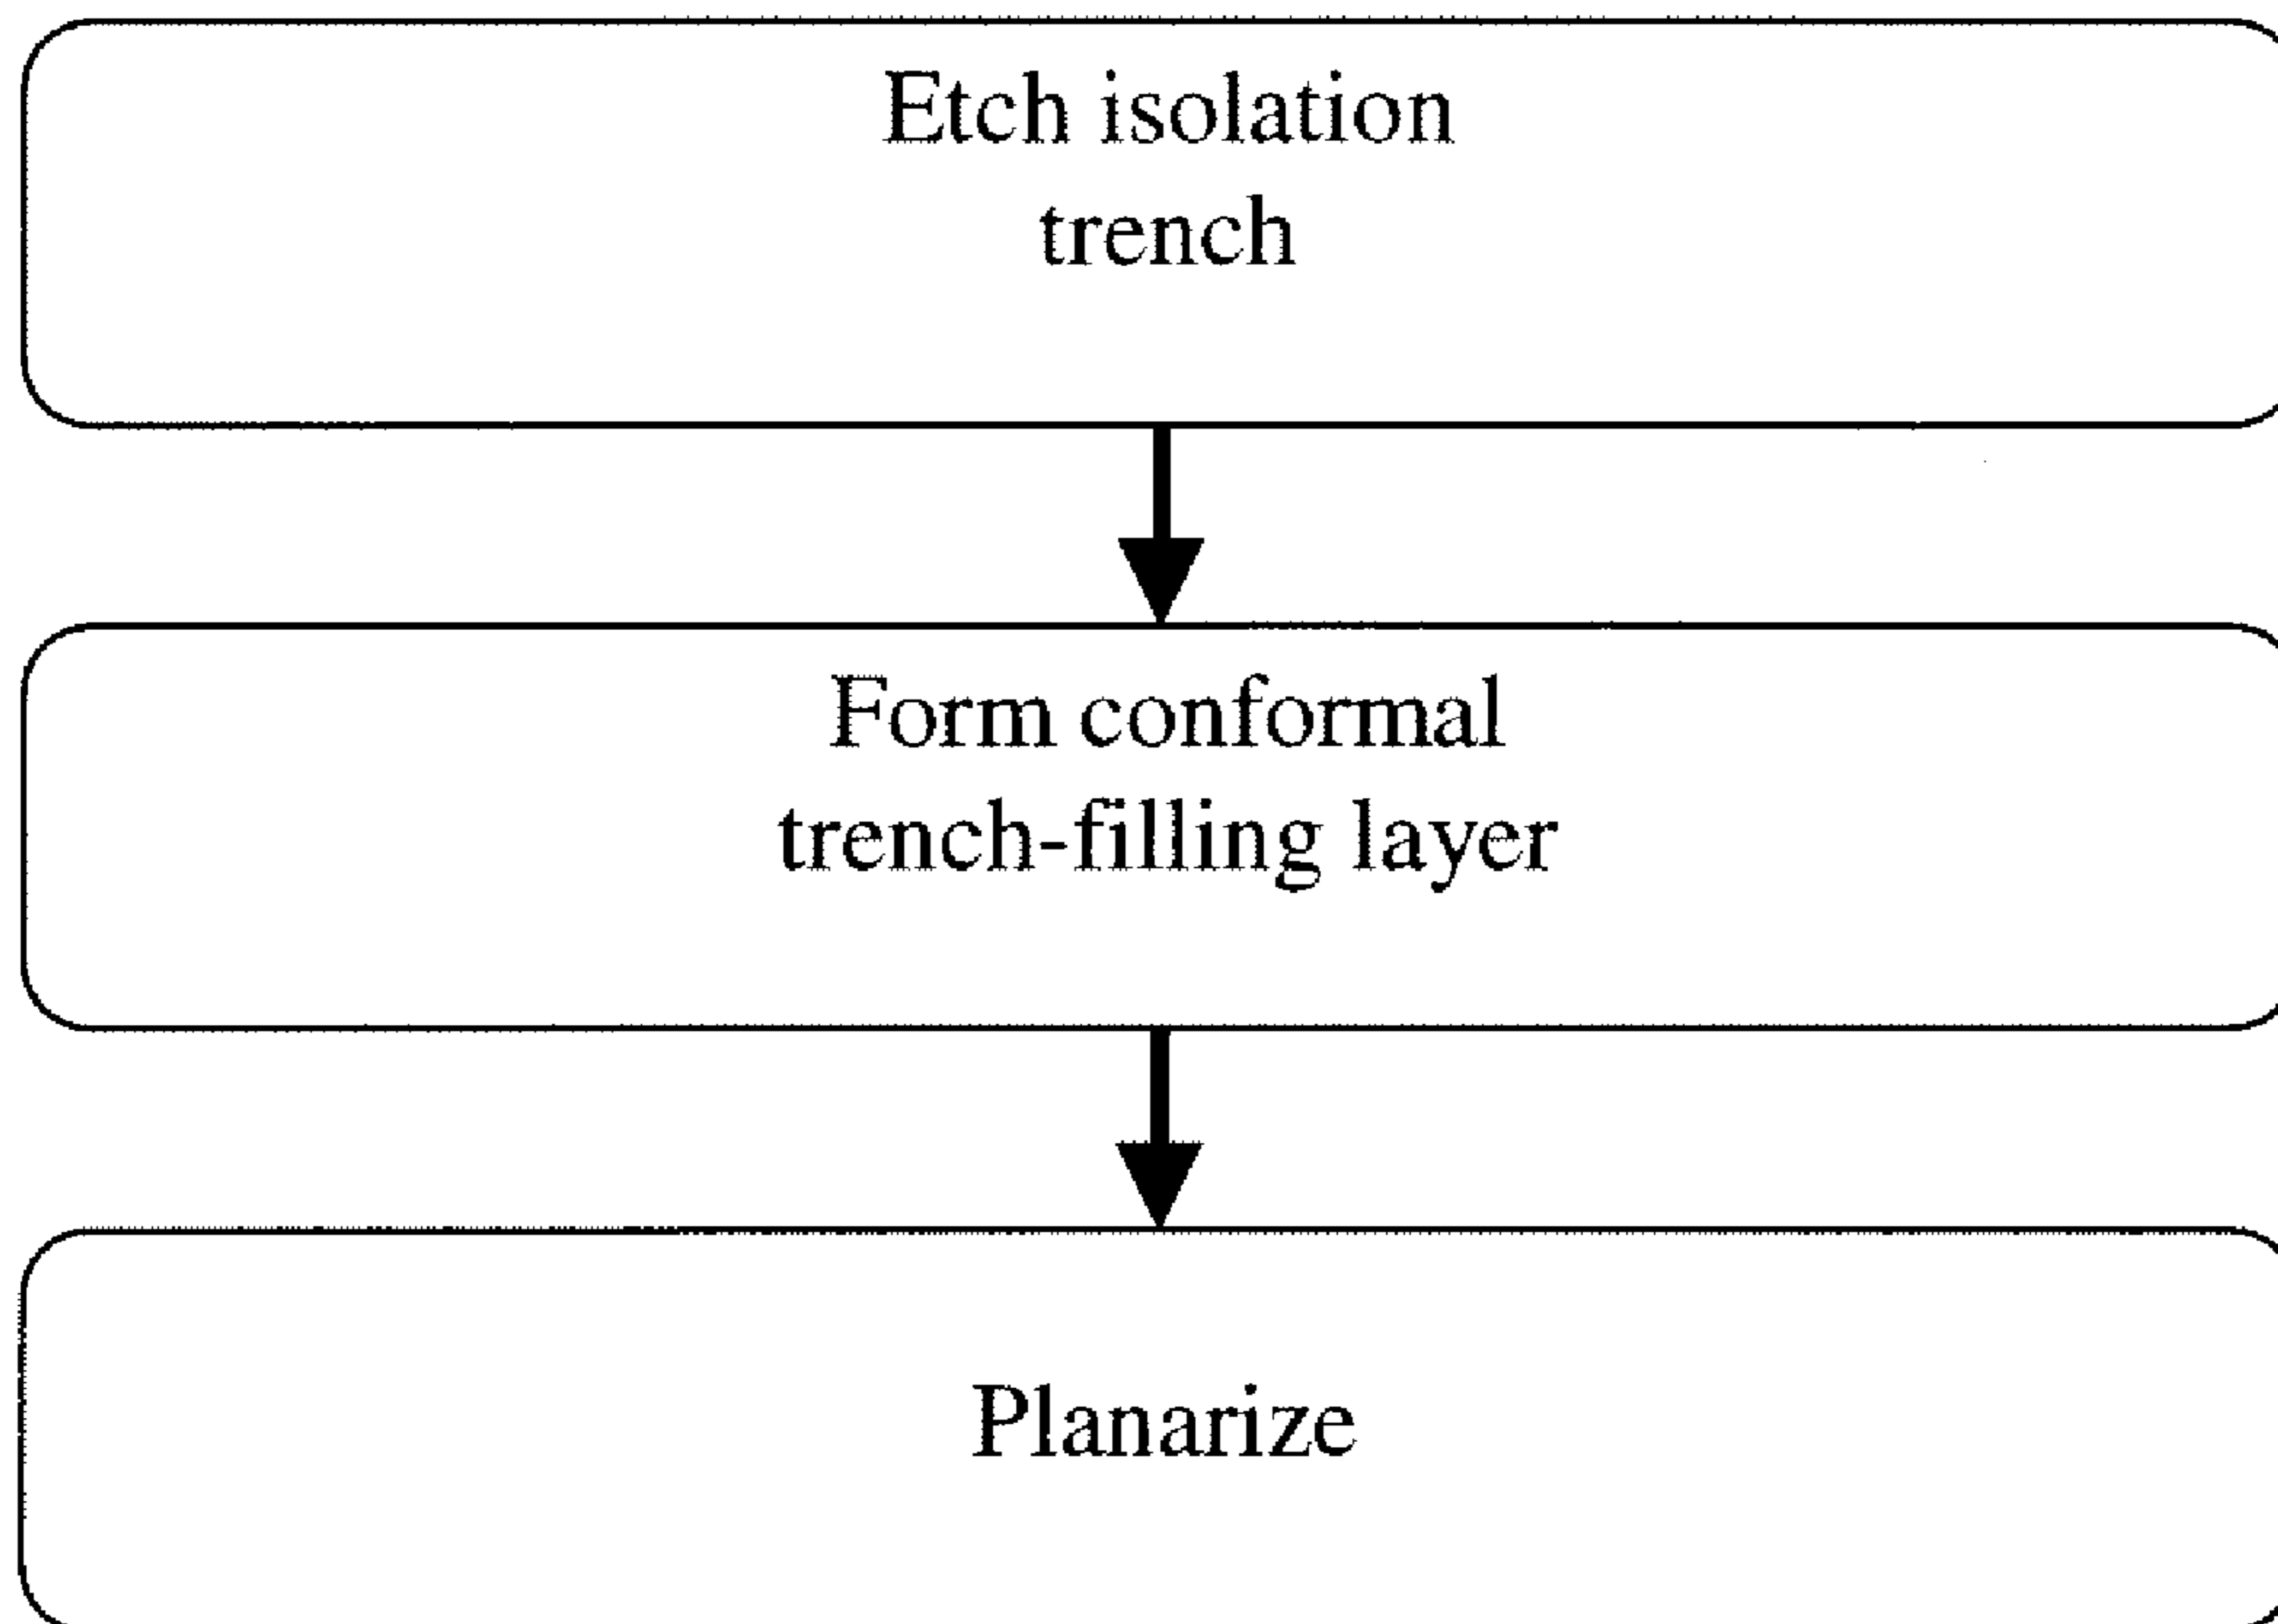 Etch isolation
trench
Form conformal
trench-filling layer
Planarize